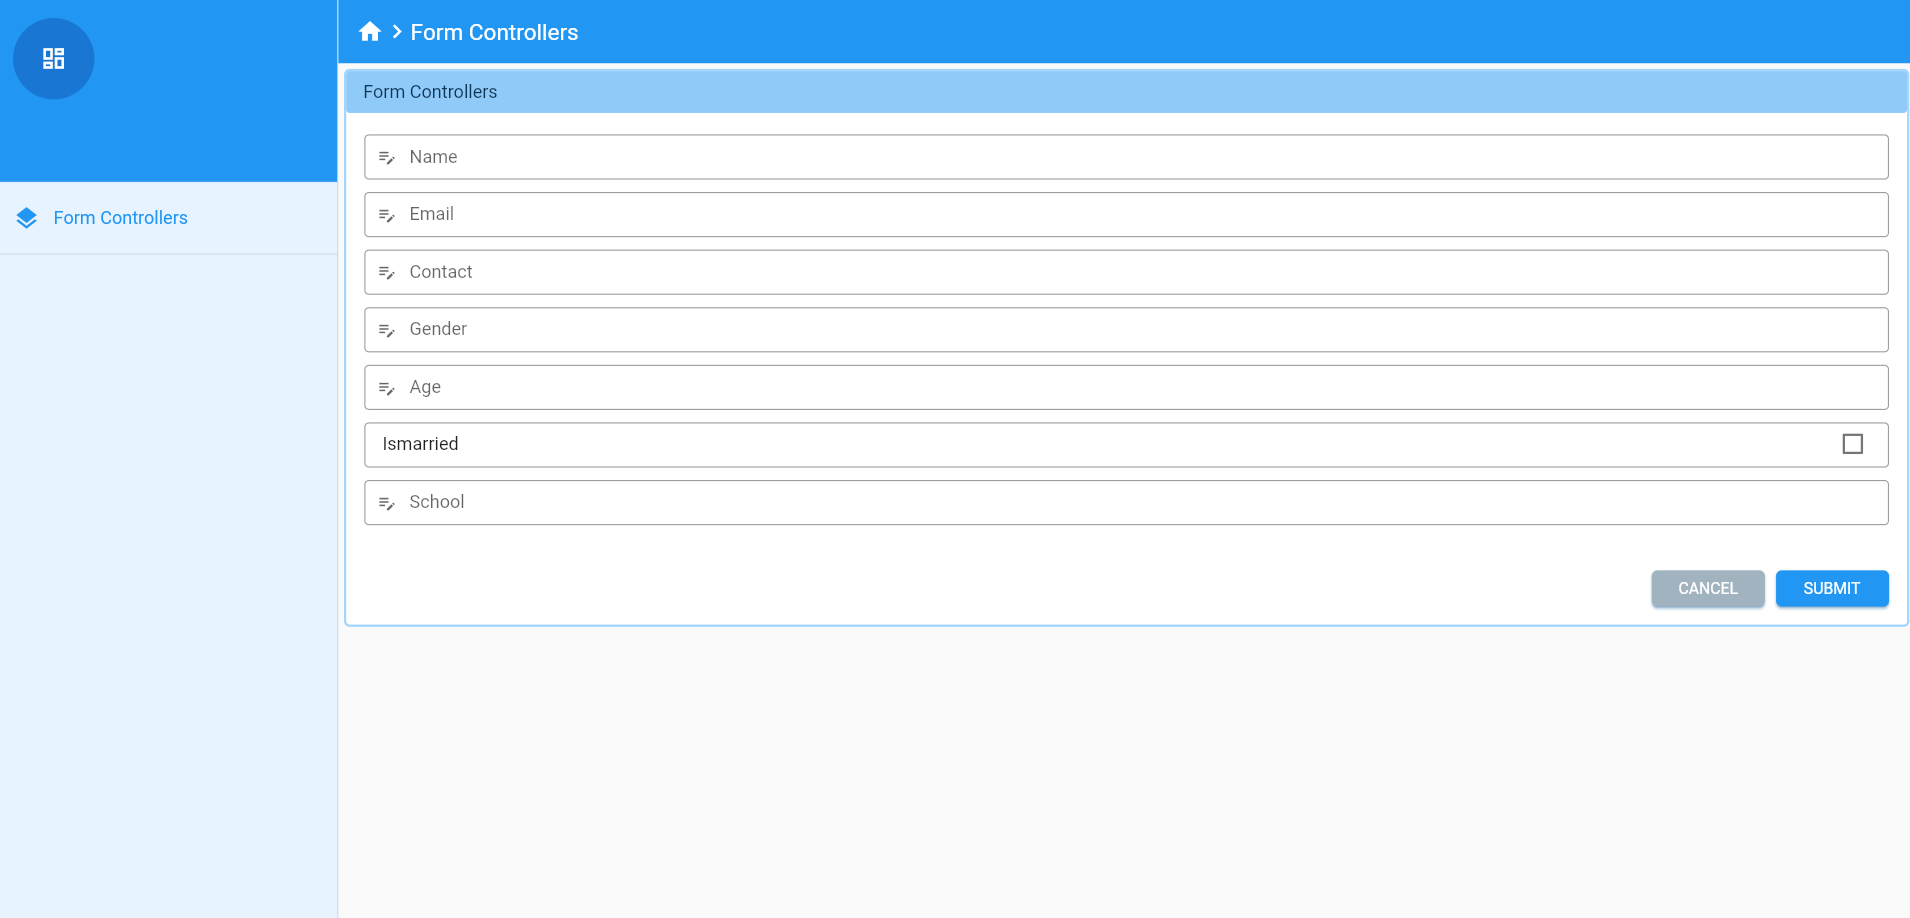 Form Controllers
Form Controllers
Form Controllers
Name
Email
Contact
Gender
Age
Ismarried
School
CANCEL
SUBMIT